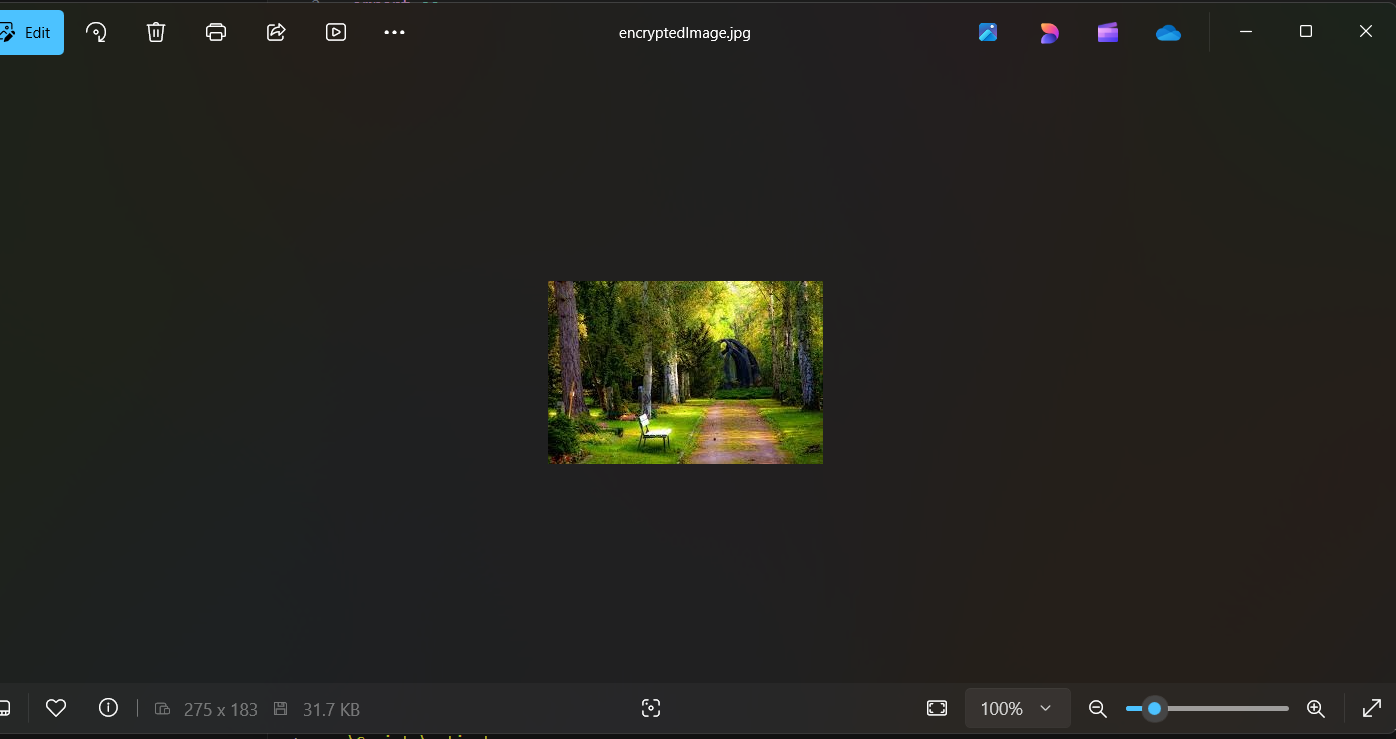 Edit
encryptedImage.jpg
275 x 183
31.7 KB
100%